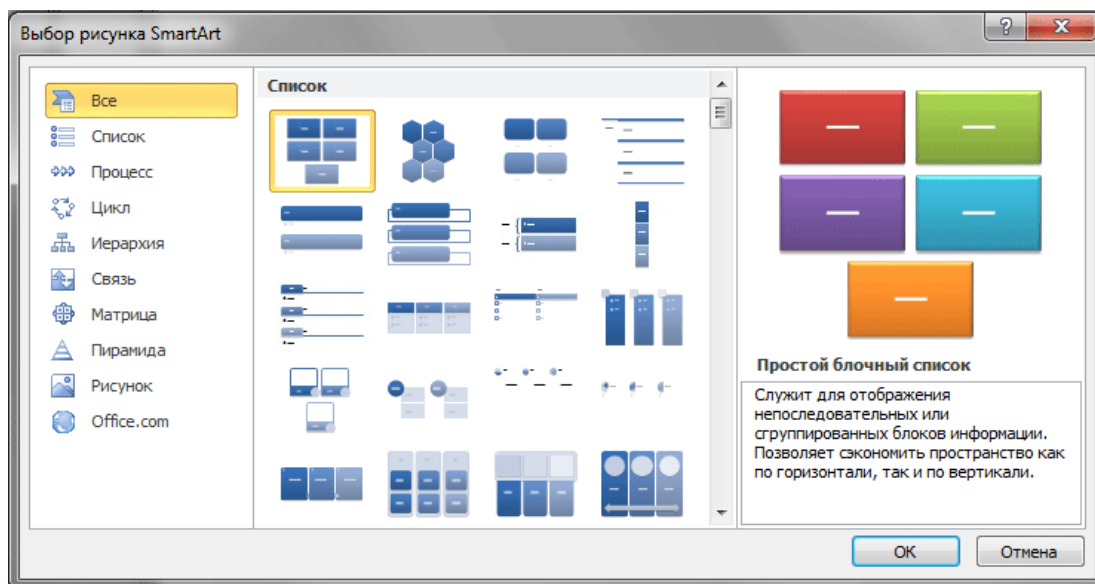 Выбор рисунка SmartArt
Все
Список
Процесс
Цикл
Иерархия
Связь
Матрица
Пирамида
Рисунок
Office.com
Список
Простой блочный список
Служит для отображения
непоследовательных или
сгруппированных блоков информации.
Позволяет сэкономить пространство как
по горизонтали, так и по вертикали.
ОК
Отмена